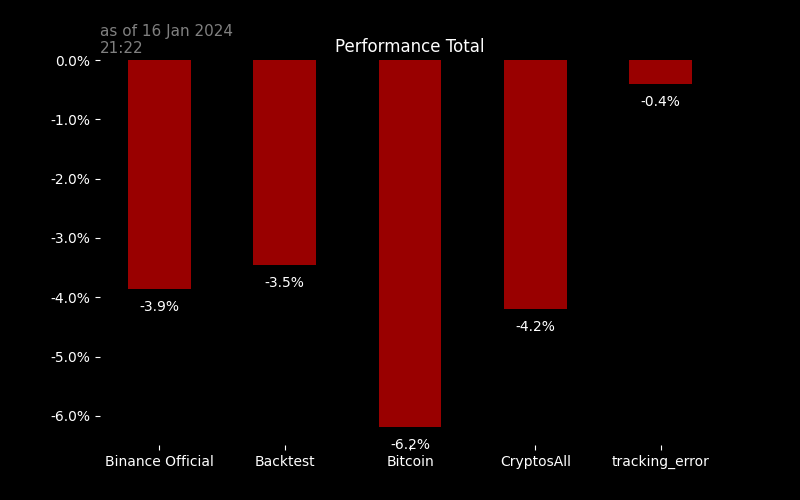 as of 16 Jan 2024
21:22
Performance Total
0.0%
-1.0%
-2.0%
-3.0%
-4.0%
-5.0%
-6.0%
-3.9%
-3.5%
-6.2%
-4.2%
-0.4%
Binance Official
Backtest
Bitcoin
CryptosAll
tracking_error